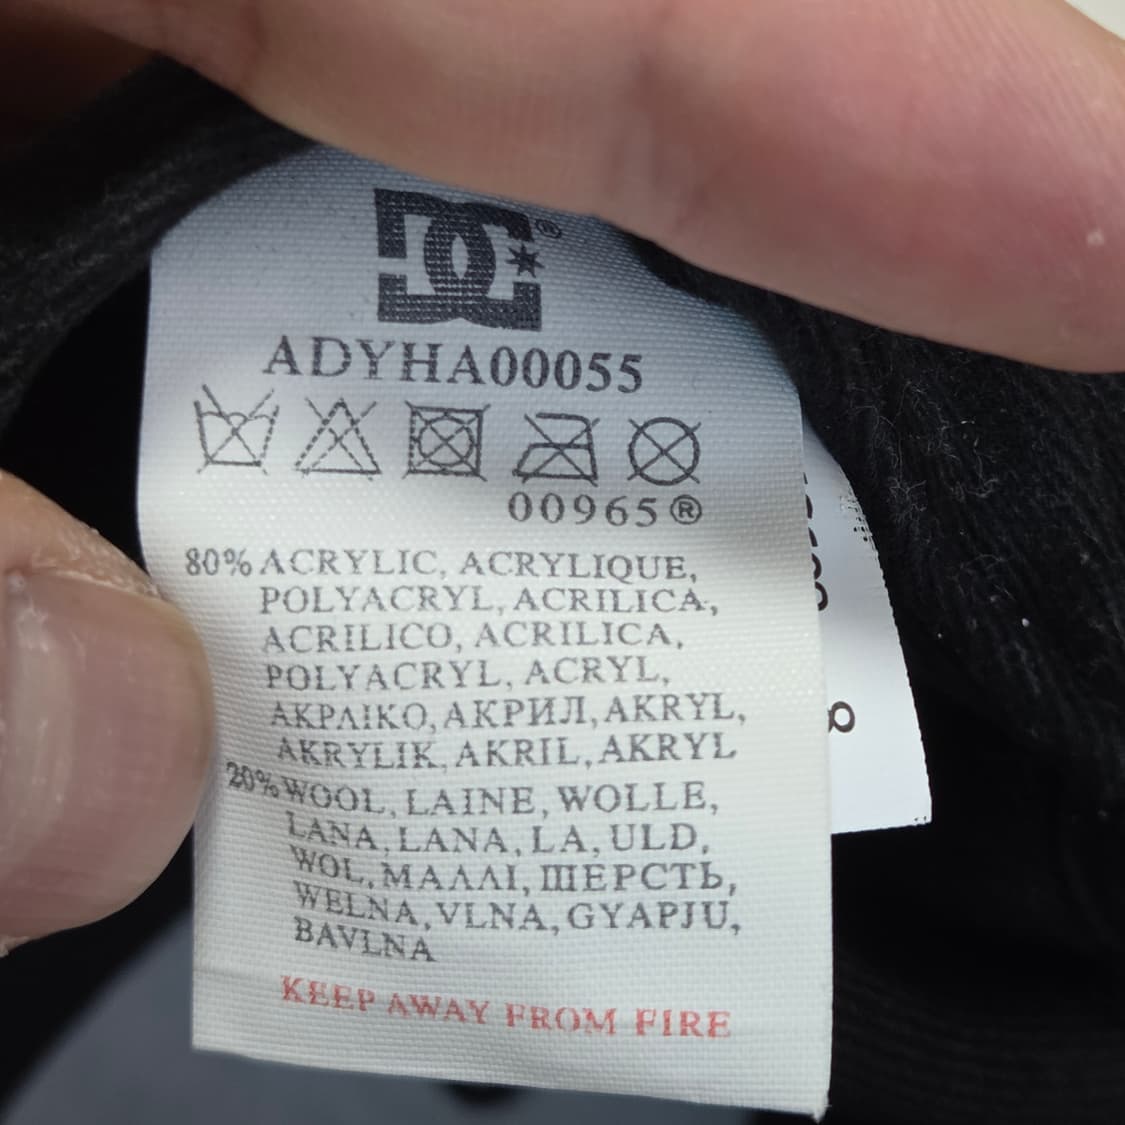 DC®
ADYHA00055
00965®
80% ACRYLIC, ACRYLIQUE,
POLYACRYL, ACRILICA,
ACRILICO, ACRILICA,
POLYACRYL, ACRYL,
ΑΚΡΛΙΚΟ, АКРИЛ, AKRYL,
AKRYLIK, AKRIL, AKRYL
20% WOOL, LAINE, WOLLE,
LANA, LANA, LA, ULD,
WOL, ΜΑΛΛΙ, ШЕРСТЬ,
WELNA, VLNA, GYAPJU,
BAVLNA
KEEP AWAY FROM FIRE